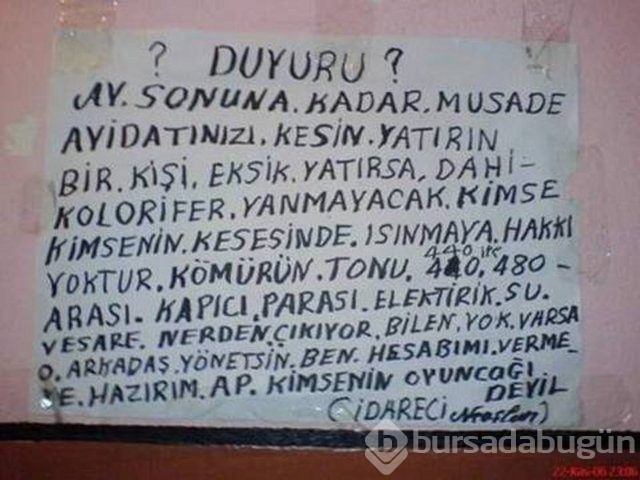 ? DUYURU ?
AY. SONUNA. KADAR. MUSADE
AYİDATINIZI. KESİN. YATIRIN
BİR. KİŞİ. EKSİK. YATIRSA, DAHİ-
KOLORİFER. YANMAYACAK. KİMSE
KİMSENİN. KESESİNDE. ISINMAYA. HAKKI
YOKTUR. KÖMÜRÜN. TONU. 440. 480-
ARASI. KAPICI. PARASI. ELEKTİRİK. SU.
VESARE. NERDEN. ÇIKIYOR. BİLEN. YOK. VARSA
O. ARKADAŞ. YÖNETSİN. BEN. HESABIMI. VERME-
YE. HAZIRIM. AP. KİMSENİN OYUNCAĞI
DEYİL
(İDARECİ
bursadabugün
22-Kas-06 23:06